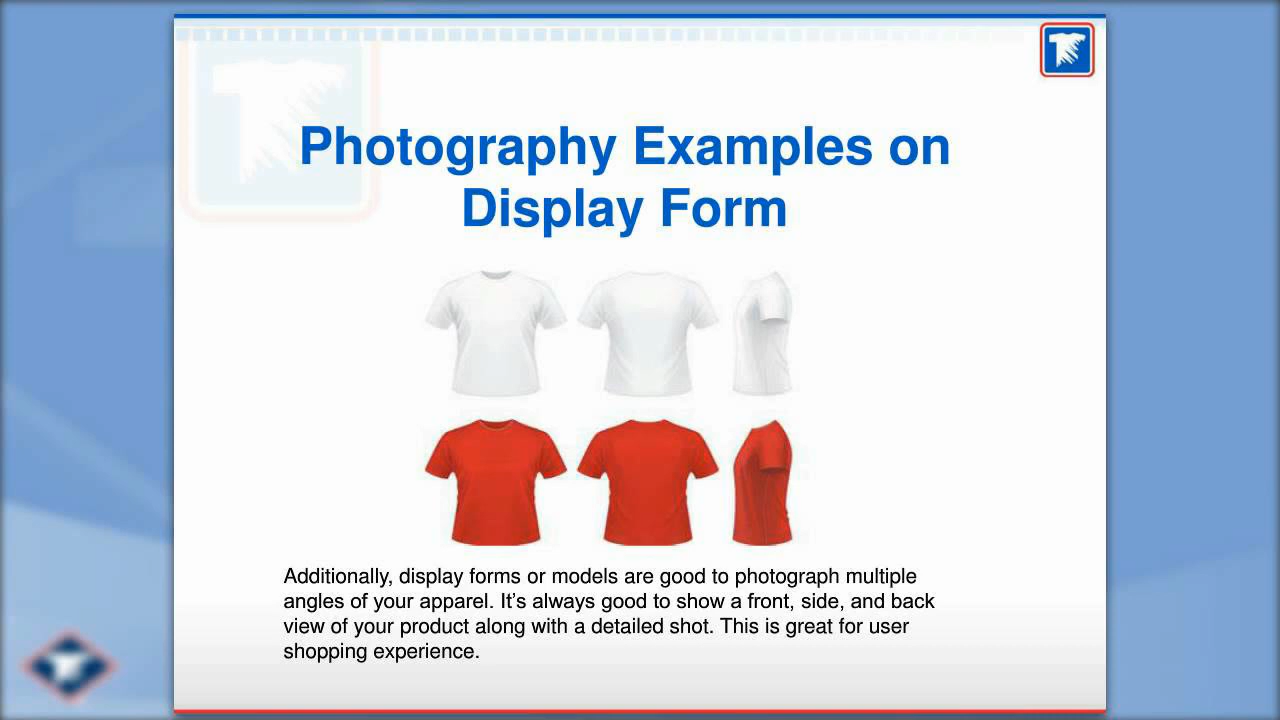 Photography Examples on
Display Form
Additionally, display forms or models are good to photograph multiple
angles of your apparel. It’s always good to show a front, side, and back
view of your product along with a detailed shot. This is great for user
shopping experience.